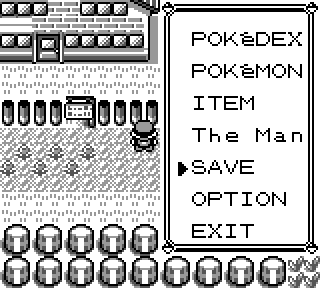 POKéDEX
POKéMON
ITEM
The Man
▶SAVE
OPTION
EXIT